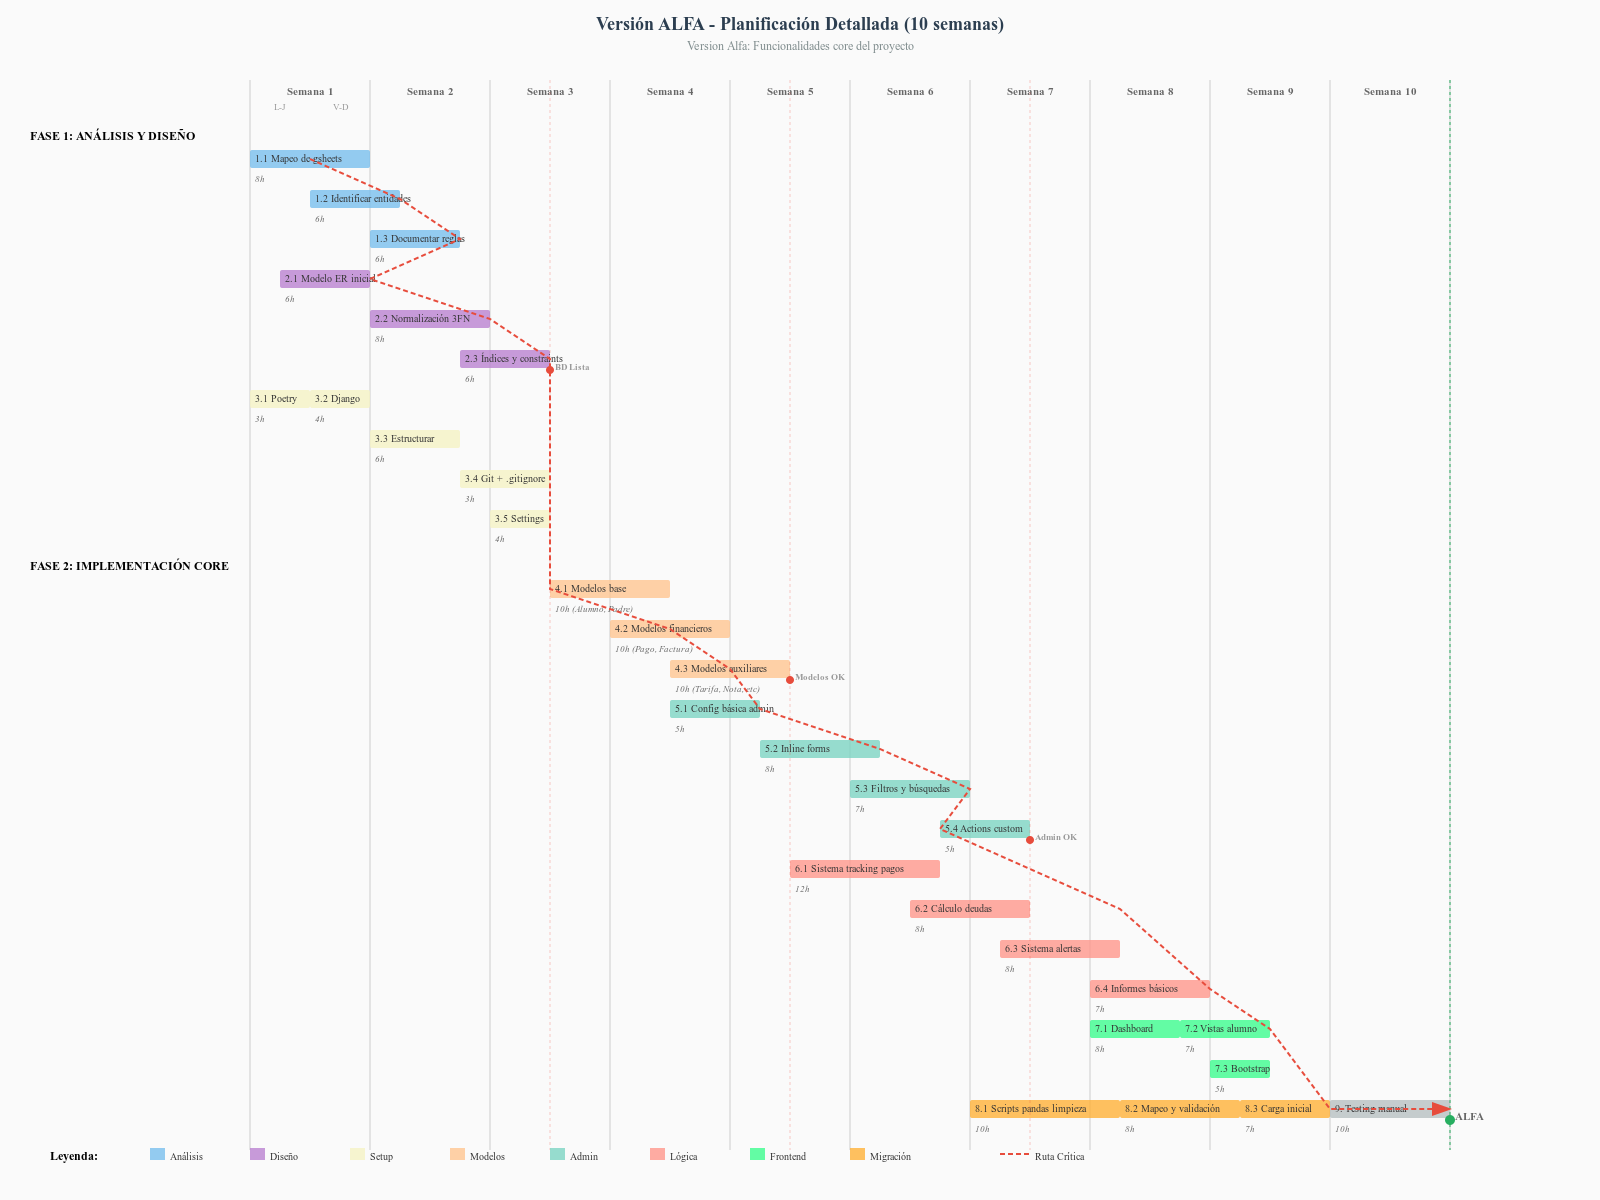 Versión ALFA - Planificación Detallada (10 semanas)
Version Alfa: Funcionalidades core del proyecto
Semana 1 Semana 2 Semana 3 Semana 4 Semana 5 Semana 6 Semana 7 Semana 8 Semana 9 Semana 10
L-J V-D
FASE 1: ANÁLISIS Y DISEÑO
1.1 Mapeo de gsheets
8h
1.2 Identificar entidades
6h
1.3 Documentar reglas
6h
2.1 Modelo ER inicial
6h
2.2 Normalización 3FN
8h
2.3 Índices y constraints
BD Lista
6h
3.1 Poetry 3.2 Django
3h 4h
3.3 Estructurar
6h
3.4 Git + .gitignore
3h
3.5 Settings
4h
FASE 2: IMPLEMENTACIÓN CORE
4.1 Modelos base
10h (Alumno, Padre)
4.2 Modelos financieros
10h (Pago, Factura)
4.3 Modelos auxiliares
Modelos OK
10h (Tarifa, Nota, etc)
5.1 Config básica admin
5h
5.2 Inline forms
8h
5.3 Filtros y búsquedas
7h
5.4 Actions custom
Admin OK
5h
6.1 Sistema tracking pagos
12h
6.2 Cálculo deudas
8h
6.3 Sistema alertas
8h
6.4 Informes básicos
7h
7.1 Dashboard 7.2 Vistas alumno
8h 7h
7.3 Bootstrap
5h
8.1 Scripts pandas limpieza 8.2 Mapeo y validación 8.3 Carga inicial 9. Testing manual
ALFA
10h 8h 7h 10h
Leyenda: Análisis Diseño Setup Modelos Admin Lógica Frontend Migración Ruta Crítica